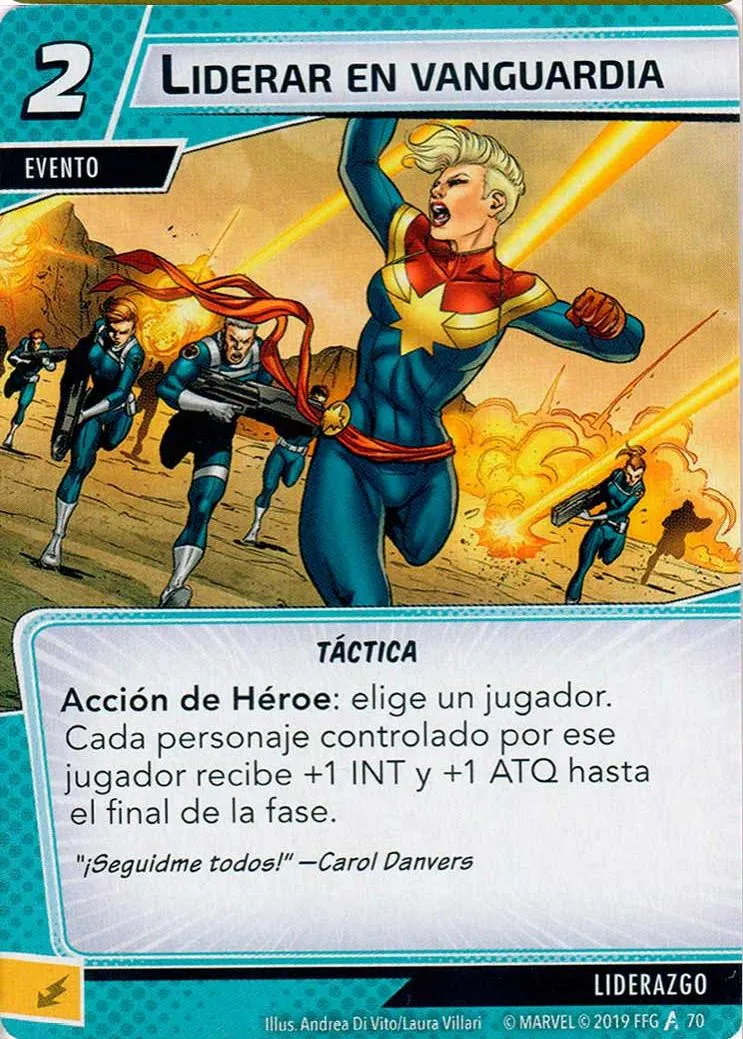 2
LIDERAR EN VANGUARDIA
EVENTO
TÁCTICA
Acción de Héroe: elige un jugador.
Cada personaje controlado por ese
jugador recibe +1 INT y +1 ATQ hasta
el final de la fase.
"¡Seguidme todos!" —Carol Danvers
LIDERAZGO
Illus. Andrea Di Vito/Laura Villari © MARVEL © 2019 FFG 70